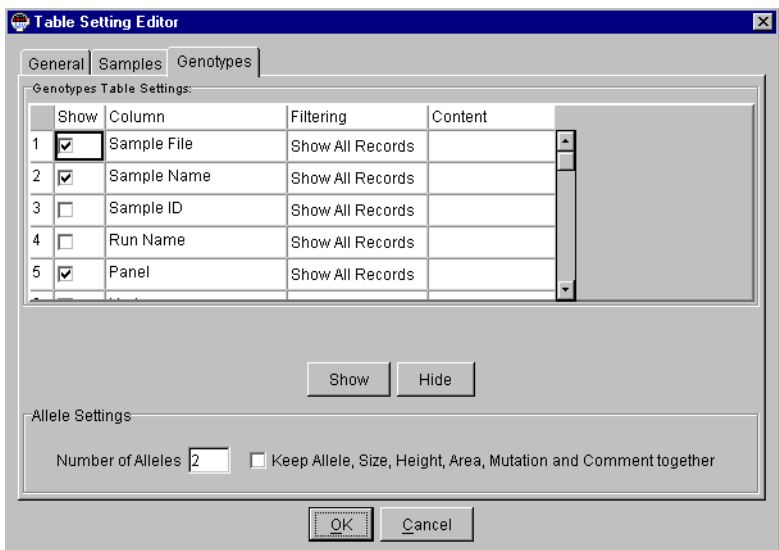 Table Setting Editor
General Samples Genotypes
Genotypes Table Settings:
Show Column Filtering Content
1 Sample File Show All Records
2 Sample Name Show All Records
3 Sample ID Show All Records
4 Run Name Show All Records
5 Panel Show All Records
Show Hide
Allele Settings
Number of Alleles 2 Keep Allele, Size, Height, Area, Mutation and Comment together
OK Cancel